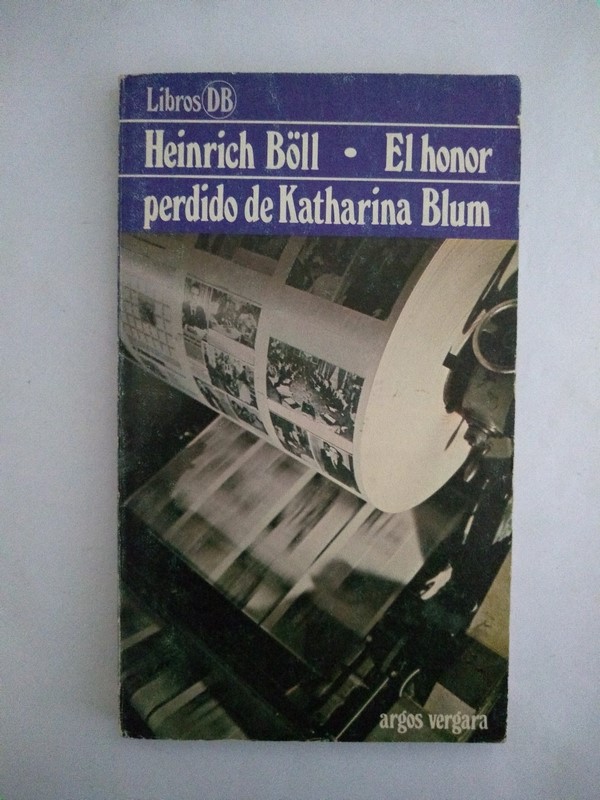 Libros DB
Heinrich Böll • El honor
perdido de Katharina Blum
argos vergara